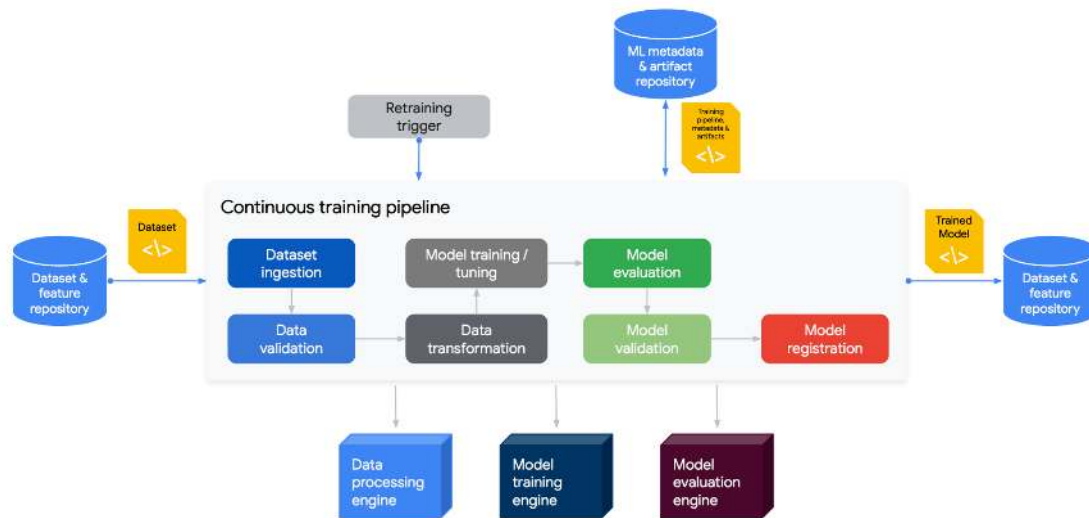 ML metadata
& artifact
repository
Retraining
trigger
Training
pipeline,
metadata &
artifacts
</>
Continuous training pipeline
Dataset
</>
Trained
Model
</>
Dataset
ingestion
Model training /
tuning
Model
evaluation
Dataset &
feature
repository
Dataset &
feature
repository
Data
validation
Data
transformation
Model
validation
Model
registration
Data
processing
engine
Model
training
engine
Model
evaluation
engine